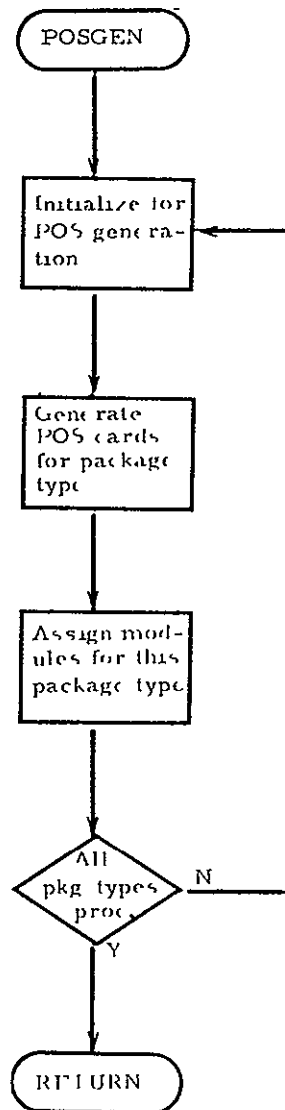 POSGEN
Initialize for
POS genera-
tion
Generate
POS cards
for package
type
Assign mod-
ules for this
package type
All
pkg types
proc.
N
Y
RETURN